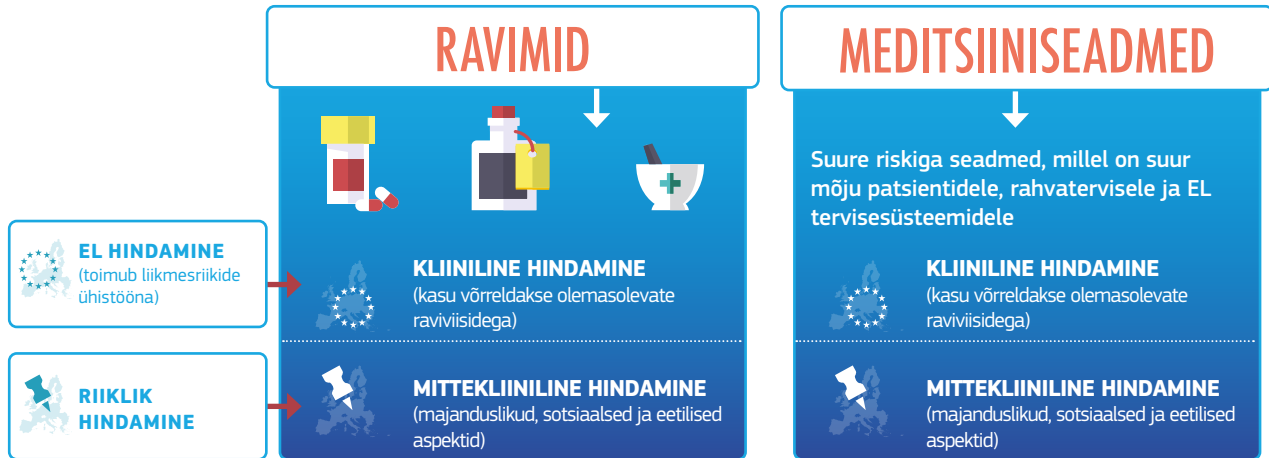 RAVIMID
MEDITSIINISEADMED
Suure riskiga seadmed, millel on suur
mõju patsientidele, rahvatervisele ja EL
tervisesüsteemidele
EL HINDAMINE
(toimub liikmesriikide
ühistööna)
KLIINILINE HINDAMINE
(kasu võrreldakse olemasolevate
raviviisidega)
KLIINILINE HINDAMINE
(kasu võrreldakse olemasolevate
raviviisidega)
RIIKLIK
HINDAMINE
MITTEKLIINILINE HINDAMINE
(majanduslikud, sotsiaalsed ja eetilised
aspektid)
MITTEKLIINILINE HINDAMINE
(majanduslikud, sotsiaalsed ja eetilised
aspektid)